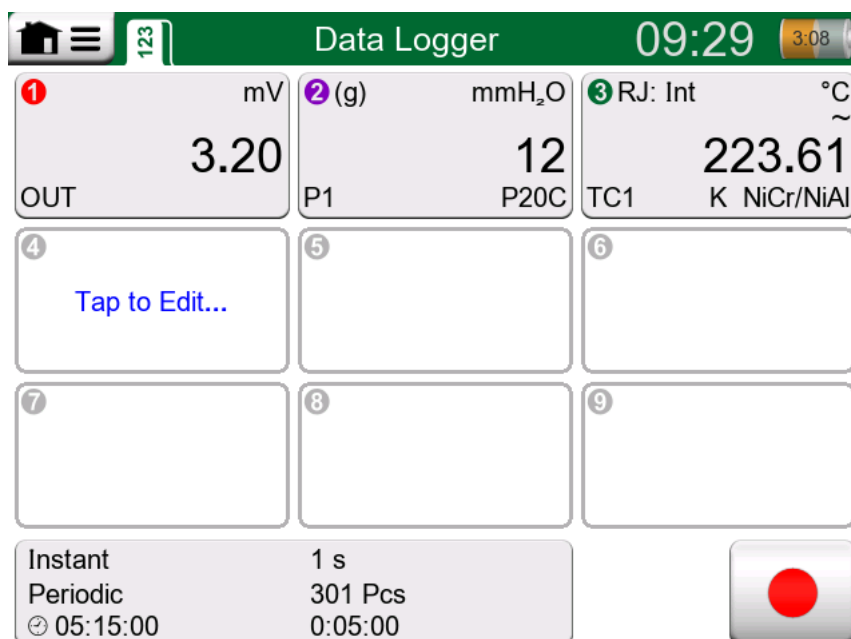 123 Data Logger 09:29 3:08
1 mV
3.20
OUT
2 (g) mmH₂O
12
P1 P20C
3 RJ: Int °C
~
223.61
TC1 K NiCr/NiAl
4
Tap to Edit...
5
6
7
8
9
Instant 1 s
Periodic 301 Pcs
05:15:00 0:05:00